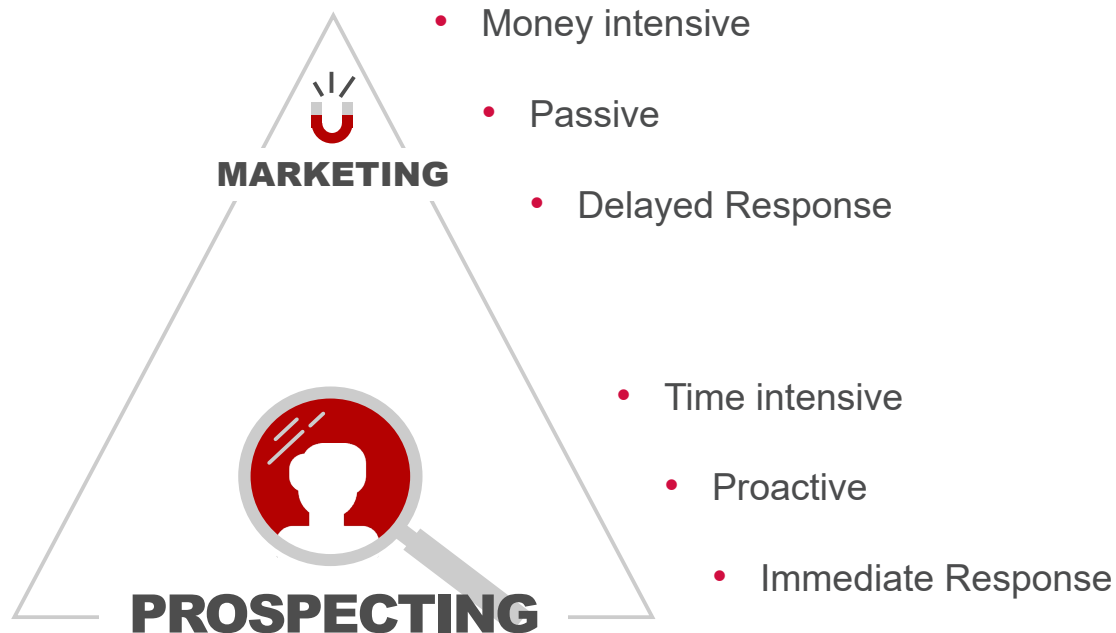 • Money intensive
• Passive
MARKETING
• Delayed Response
• Time intensive
• Proactive
• Immediate Response
PROSPECTING